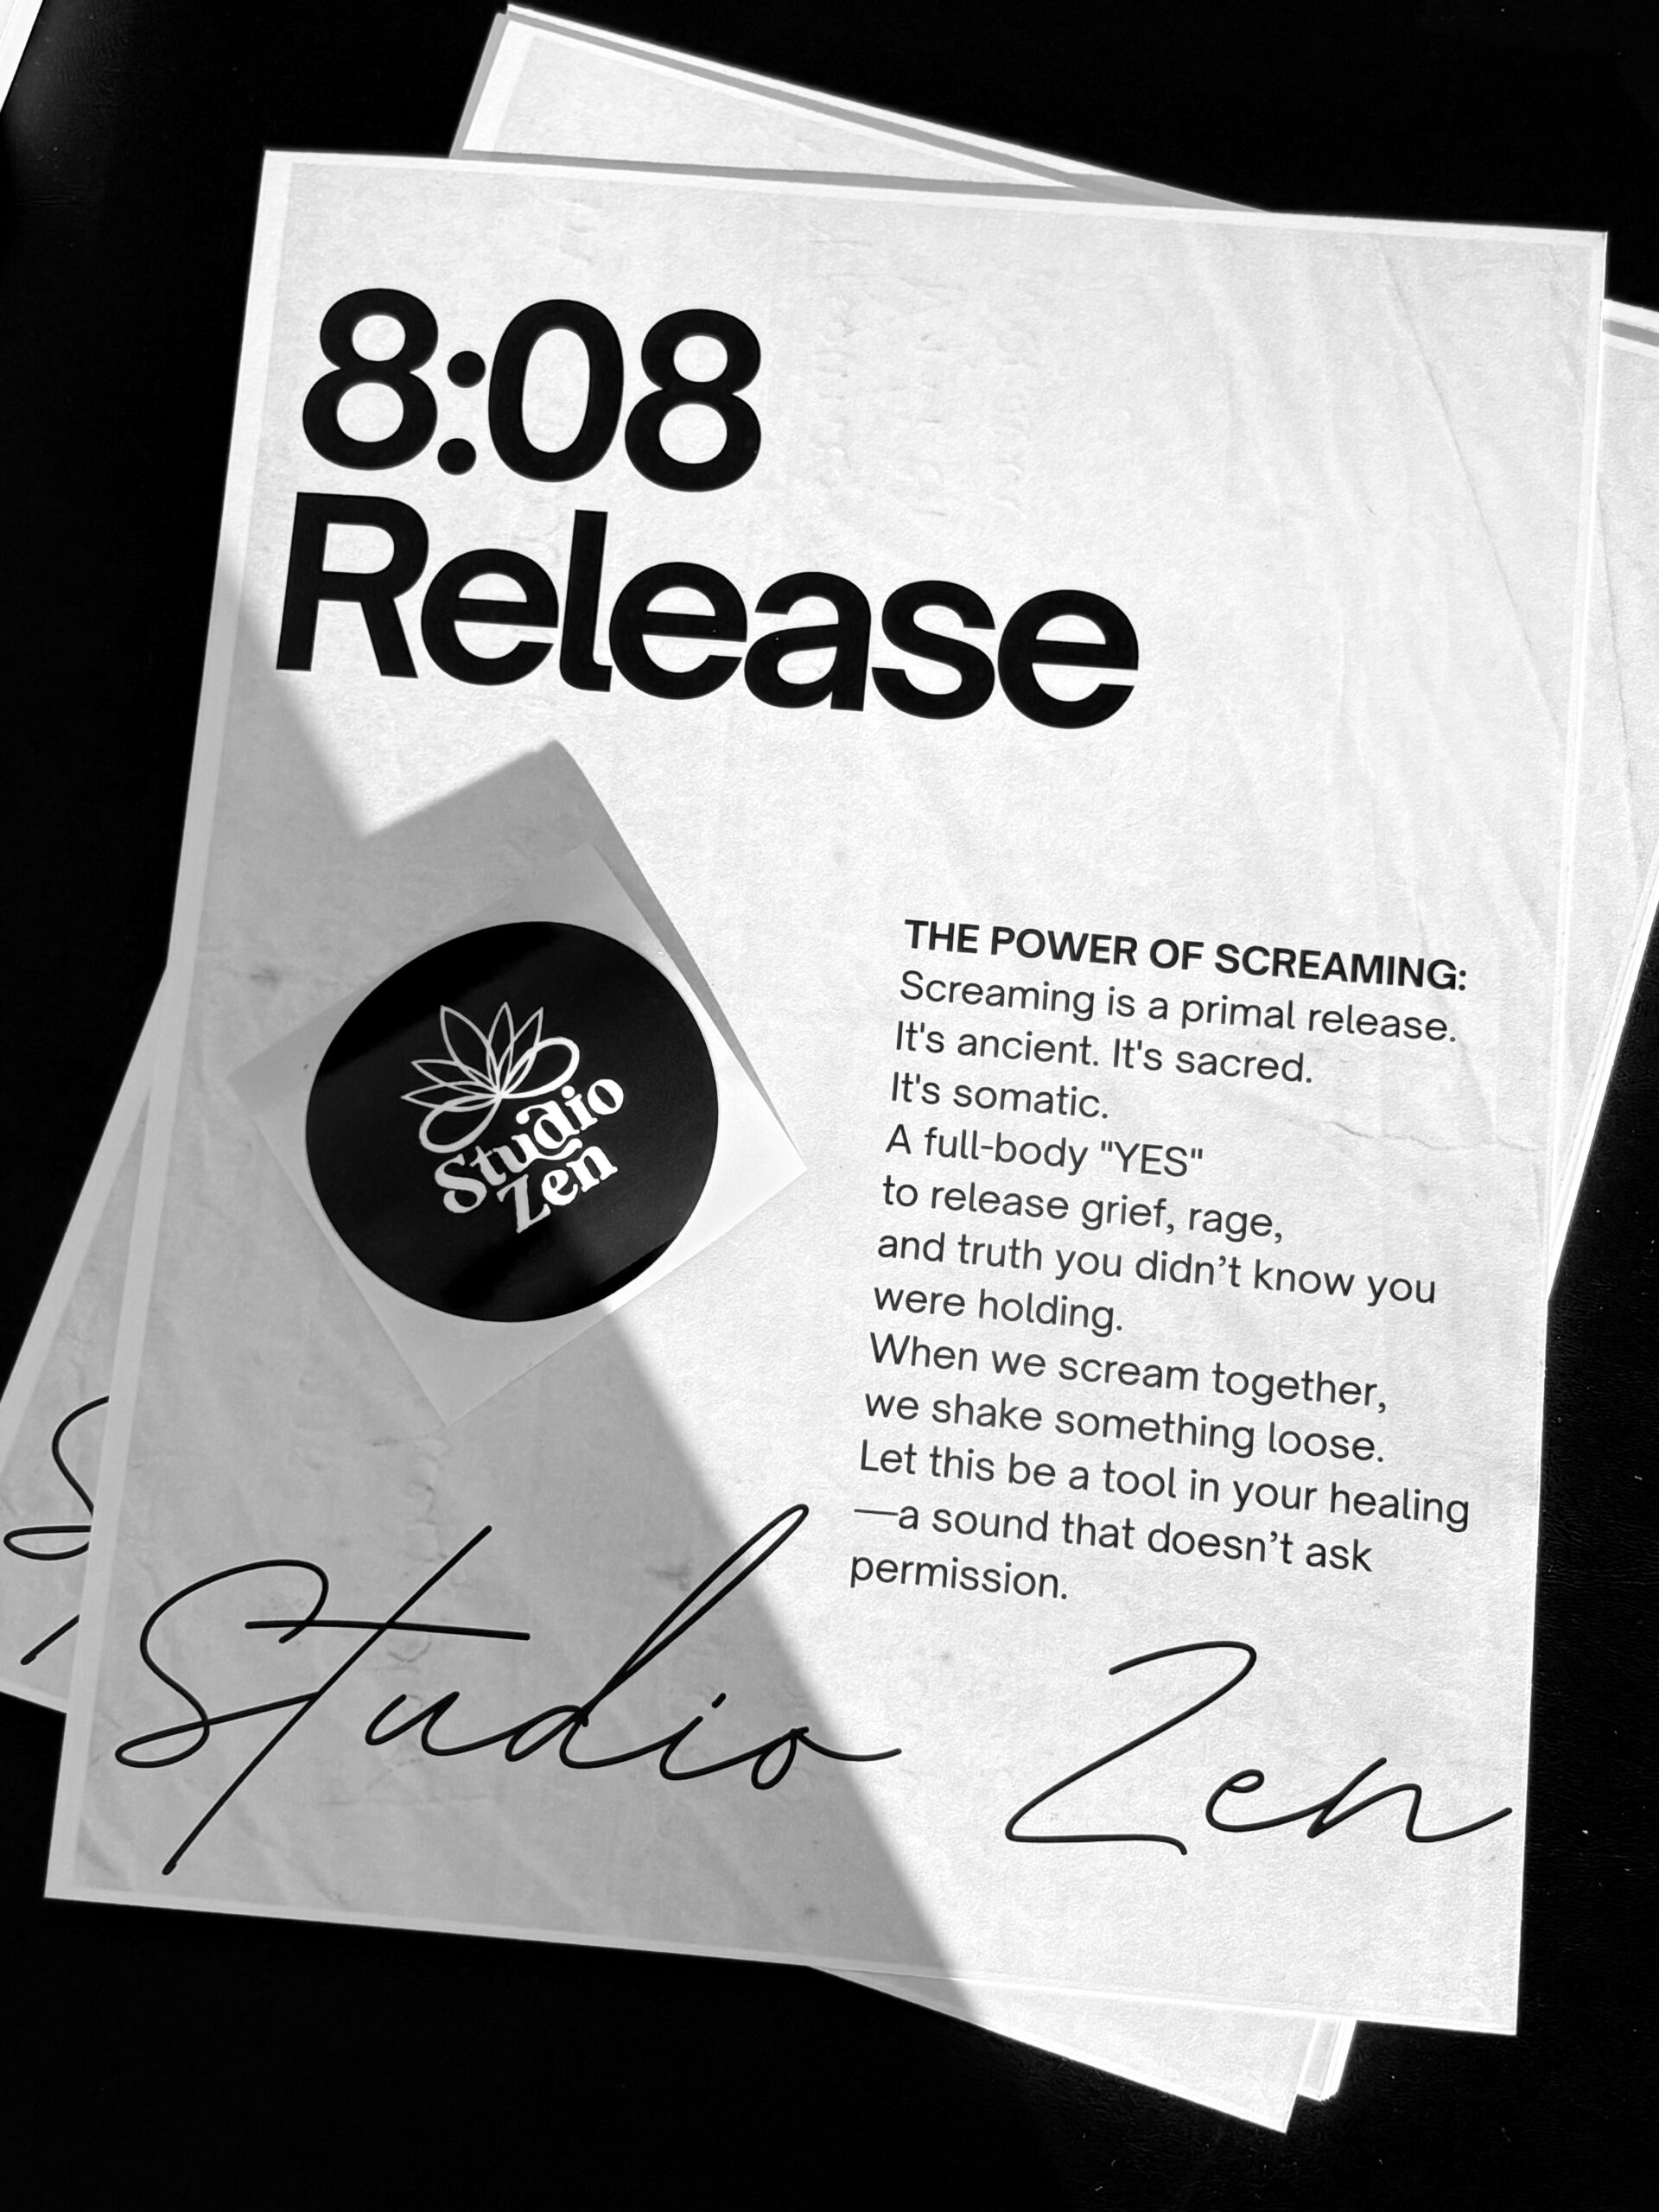 8:08
Release
Studio
Zen
THE POWER OF SCREAMING:
Screaming is a primal release.
It's ancient. It's sacred.
It's somatic.
A full-body "YES"
to release grief, rage,
and truth you didn’t know you
were holding.
When we scream together,
we shake something loose.
Let this be a tool in your healing
—a sound that doesn’t ask
permission.
Studio Zen